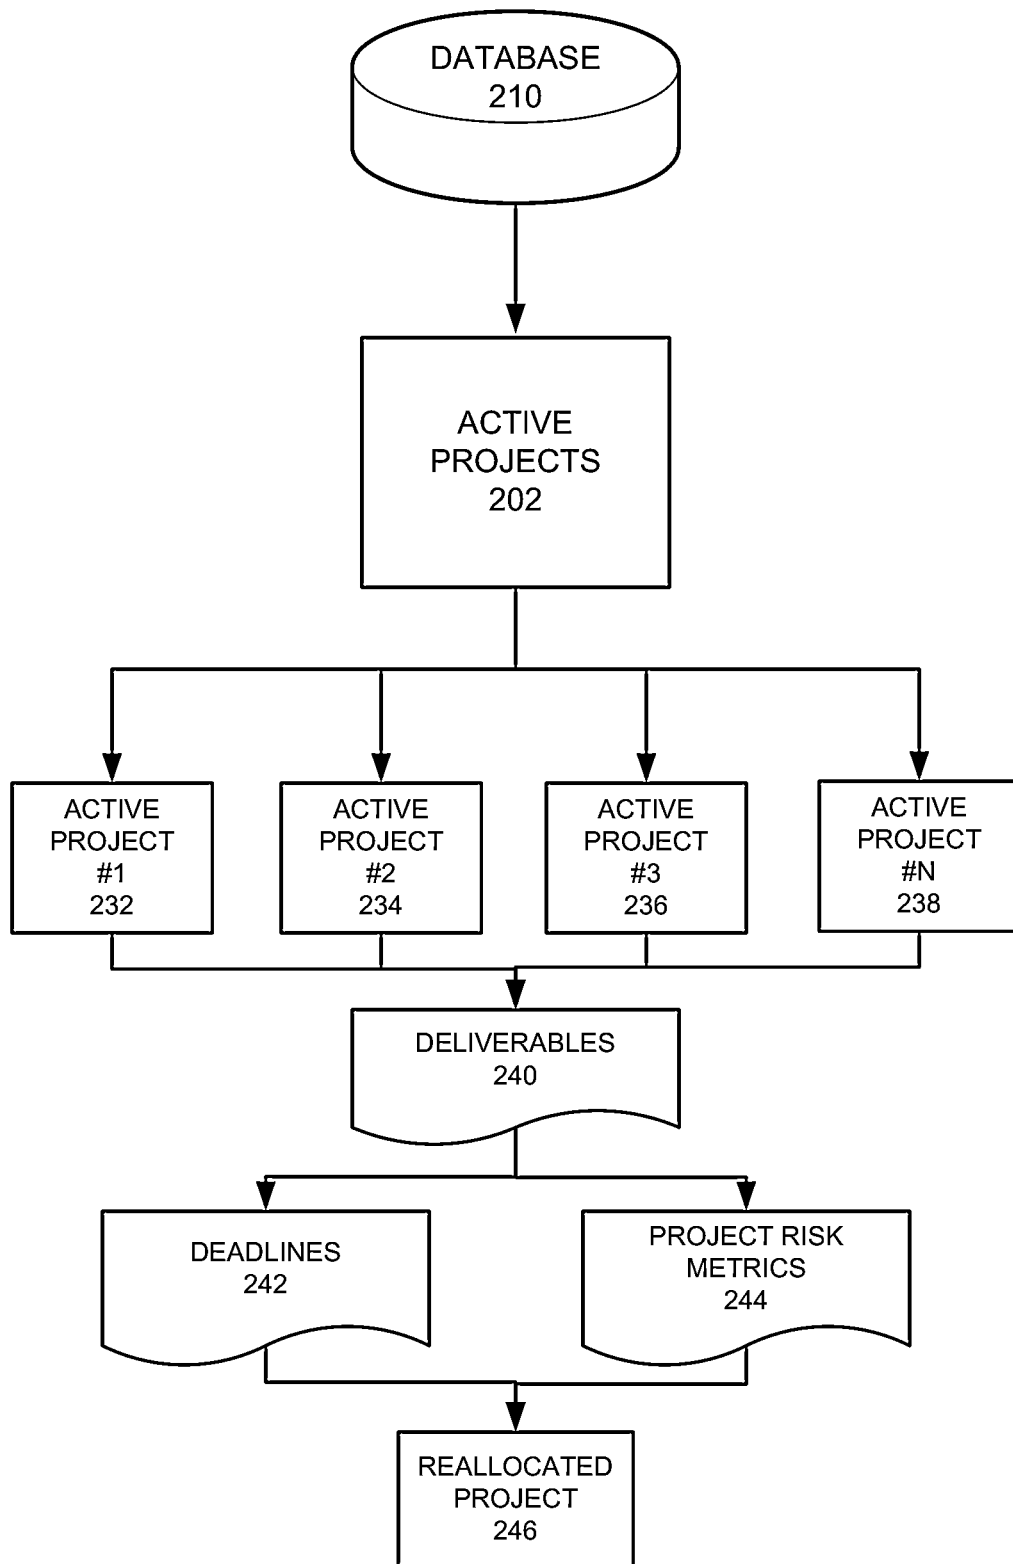 DATABASE
210
ACTIVE
PROJECTS
202
ACTIVE
PROJECT
#1
232
ACTIVE
PROJECT
#2
234
ACTIVE
PROJECT
#3
236
ACTIVE
PROJECT
#N
238
DELIVERABLES
240
DEADLINES
242
PROJECT RISK
METRICS
244
REALLOCATED
PROJECT
246